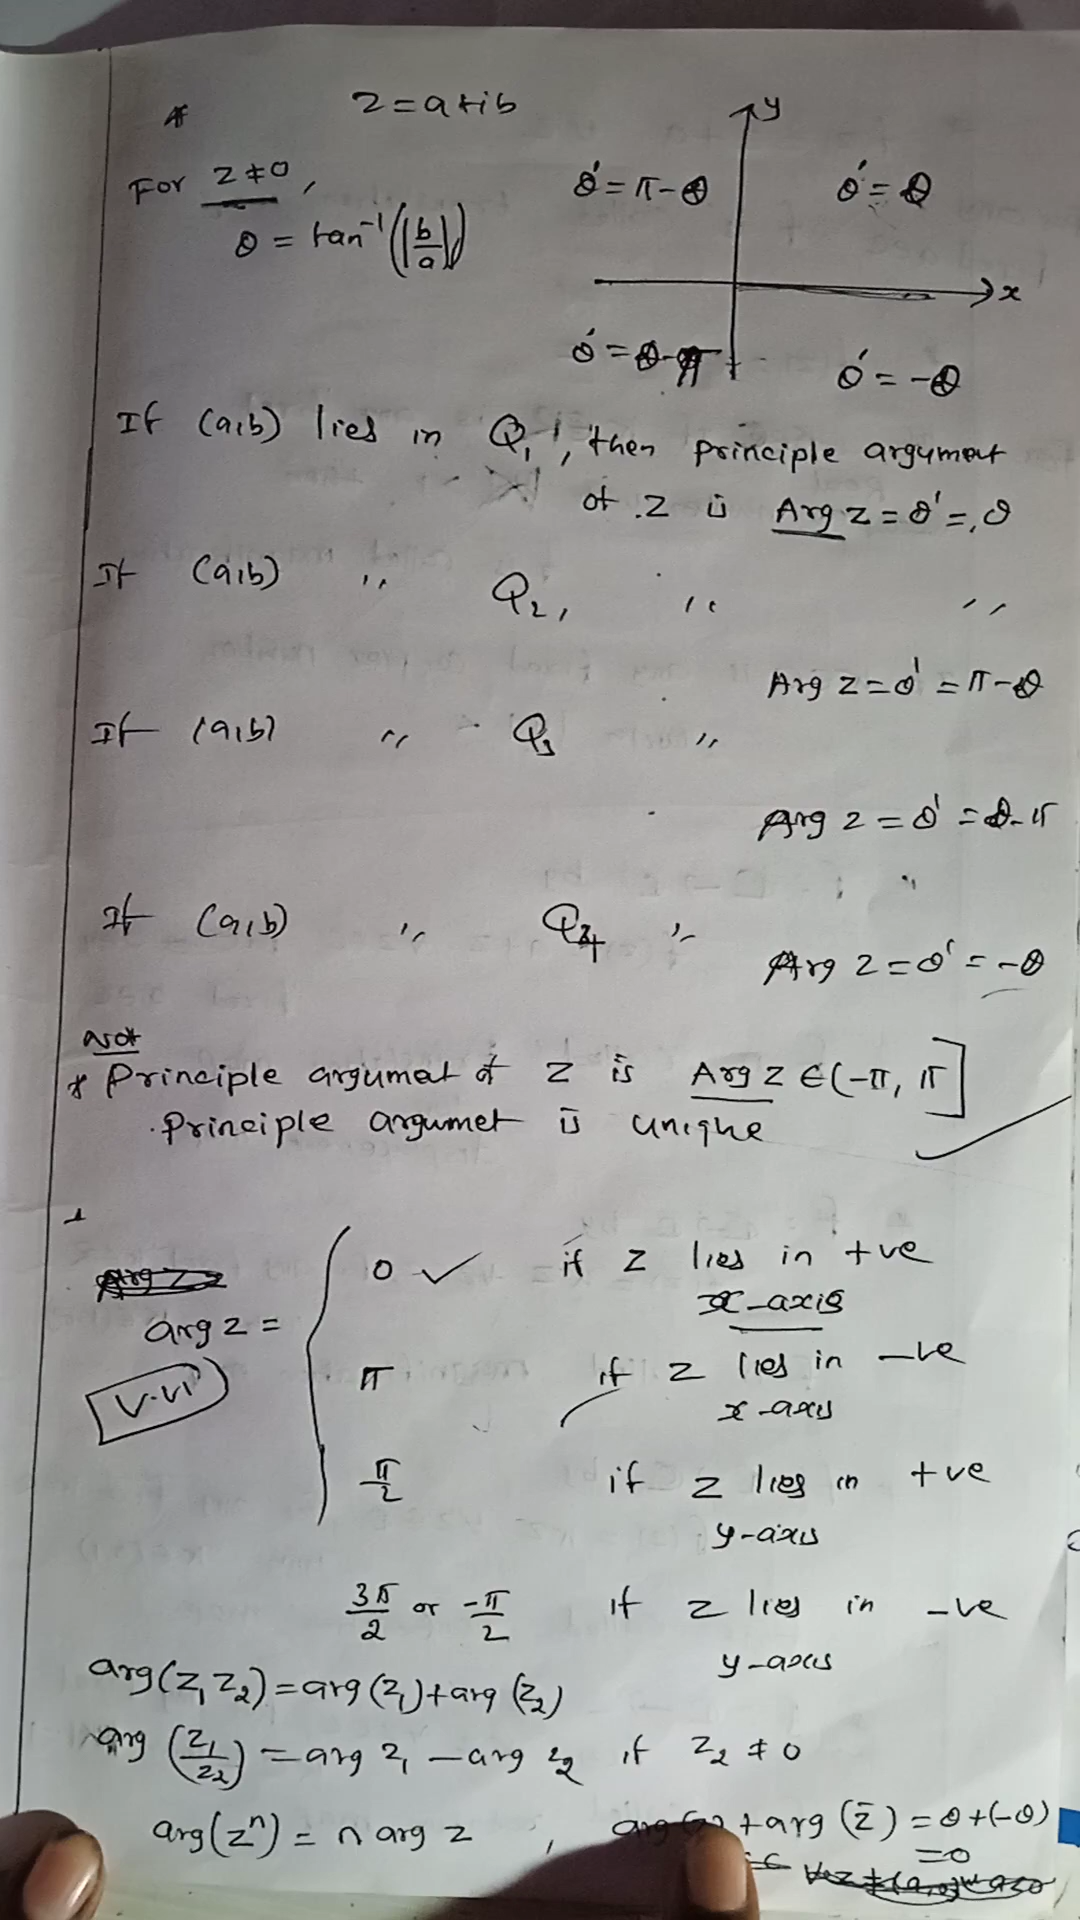 z = a+ib
y
For z ≠ 0,
θ = tan⁻¹(|b/a|)
θ' = π-θ
θ' = θ
x
θ' = θ-π
θ' = -θ
If (a,b) lies in Q₁, then principle argument
of z is Arg z = θ' = θ
If (a,b) ,, Q₂, ,, ,,
Arg z = θ' = π-θ
If (a,b) ,, Q₃ ,,
Arg z = θ' = θ-π
If (a,b) ,, Q₄ ,,
Arg z = θ' = -θ
Not
* Principle argumet of z is Arg z ∈ (-π, π]
Principle argumet is unique
arg z =
V.VI
0 ✓ if z lies in +ve
x-axis
π if z lies in -ve
x-axis
π/2 if z lies in +ve
y-axis
3π/2 or -π/2 if z lies in -ve
y-axis
arg(z₁z₂) = arg(z₁)+arg(z₂)
arg(z₁/z₂) = arg z₁ - arg z₂ if z₂ ≠ 0
arg(zⁿ) = n arg z , +arg(z̄) = θ+(-θ)
=0